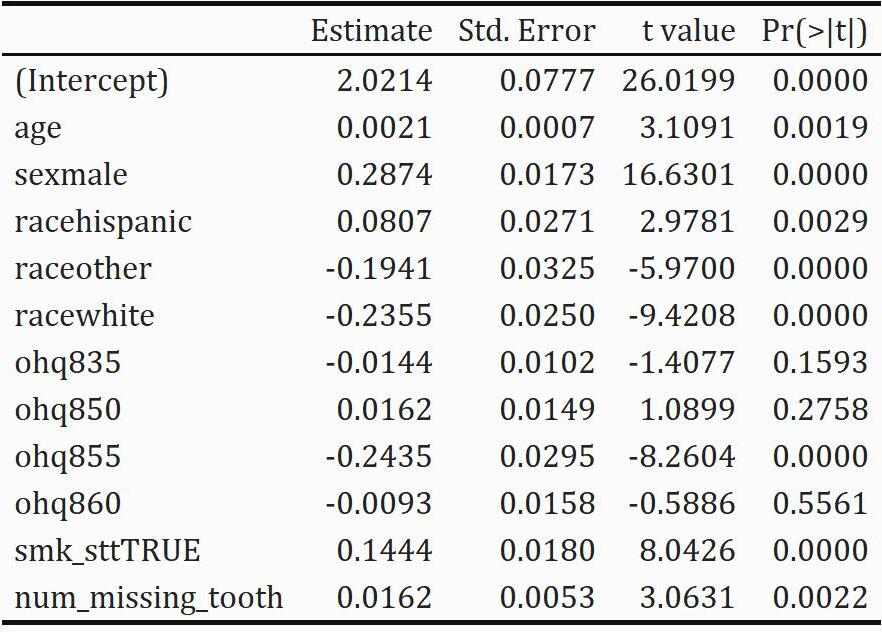 Estimate Std. Error t value Pr(>|t|)
(Intercept) 2.0214 0.0777 26.0199 0.0000
age 0.0021 0.0007 3.1091 0.0019
sexmale 0.2874 0.0173 16.6301 0.0000
racehispanic 0.0807 0.0271 2.9781 0.0029
raceother -0.1941 0.0325 -5.9700 0.0000
racewhite -0.2355 0.0250 -9.4208 0.0000
ohq835 -0.0144 0.0102 -1.4077 0.1593
ohq850 0.0162 0.0149 1.0899 0.2758
ohq855 -0.2435 0.0295 -8.2604 0.0000
ohq860 -0.0093 0.0158 -0.5886 0.5561
smk_sttTRUE 0.1444 0.0180 8.0426 0.0000
num_missing_tooth 0.0162 0.0053 3.0631 0.0022